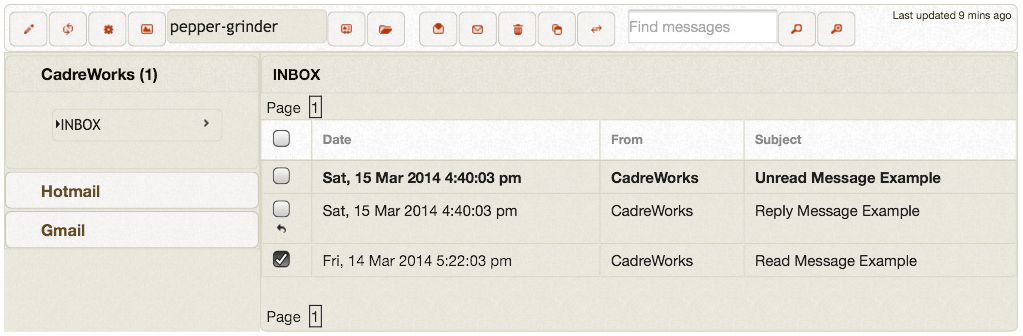 pepper-grinder Find messages Last updated 9 mins ago
CadreWorks (1)
INBOX
Hotmail
Gmail
INBOX
Page 1
Date From Subject
Sat, 15 Mar 2014 4:40:03 pm CadreWorks Unread Message Example
Sat, 15 Mar 2014 4:40:03 pm CadreWorks Reply Message Example
Fri, 14 Mar 2014 5:22:03 pm CadreWorks Read Message Example
Page 1